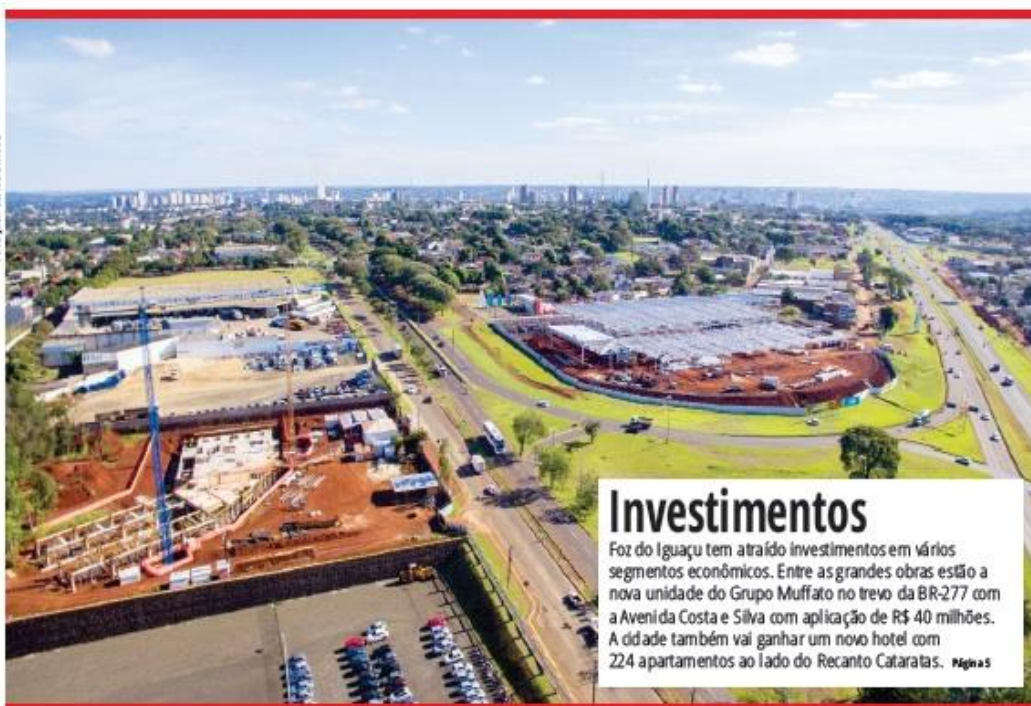 Investimentos
Foz do Iguaçu tem atraído investimentos em vários
segmentos econômicos. Entre as grandes obras estão a
nova unidade do Grupo Muffato no trevo da BR-277 com
a Avenida Costa e Silva com aplicação de R$ 40 milhões.
A cidade também vai ganhar um novo hotel com
224 apartamentos ao lado do Recanto Cataratas. Página 5